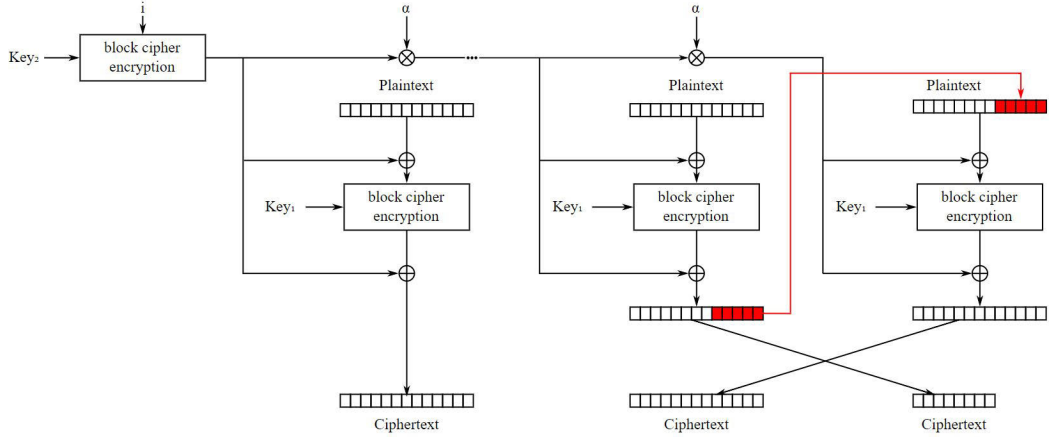 i
α
α
Key₂
block cipher
encryption
...
Plaintext
Plaintext
Plaintext
Key₁
block cipher
encryption
Key₁
block cipher
encryption
Key₁
block cipher
encryption
Ciphertext
Ciphertext
Ciphertext